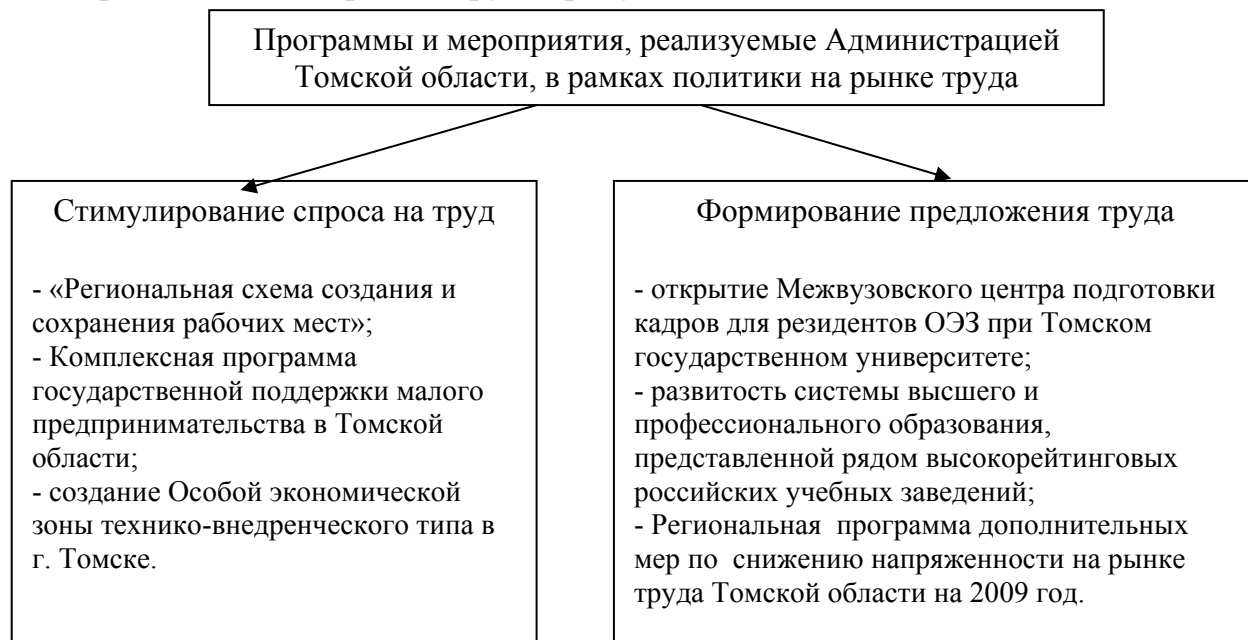 Программы и мероприятия, реализуемые Администрацией
Томской области, в рамках политики на рынке труда
Стимулирование спроса на труд
- «Региональная схема создания и
сохранения рабочих мест»;
- Комплексная программа
государственной поддержки малого
предпринимательства в Томской
области;
- создание Особой экономической
зоны технико-внедренческого типа в
г. Томске.
Формирование предложения труда
- открытие Межвузовского центра подготовки
кадров для резидентов ОЭЗ при Томском
государственном университете;
- развитость системы высшего и
профессионального образования,
представленной рядом высокорейтинговых
российских учебных заведений;
- Региональная программа дополнительных
мер по снижению напряженности на рынке
труда Томской области на 2009 год.